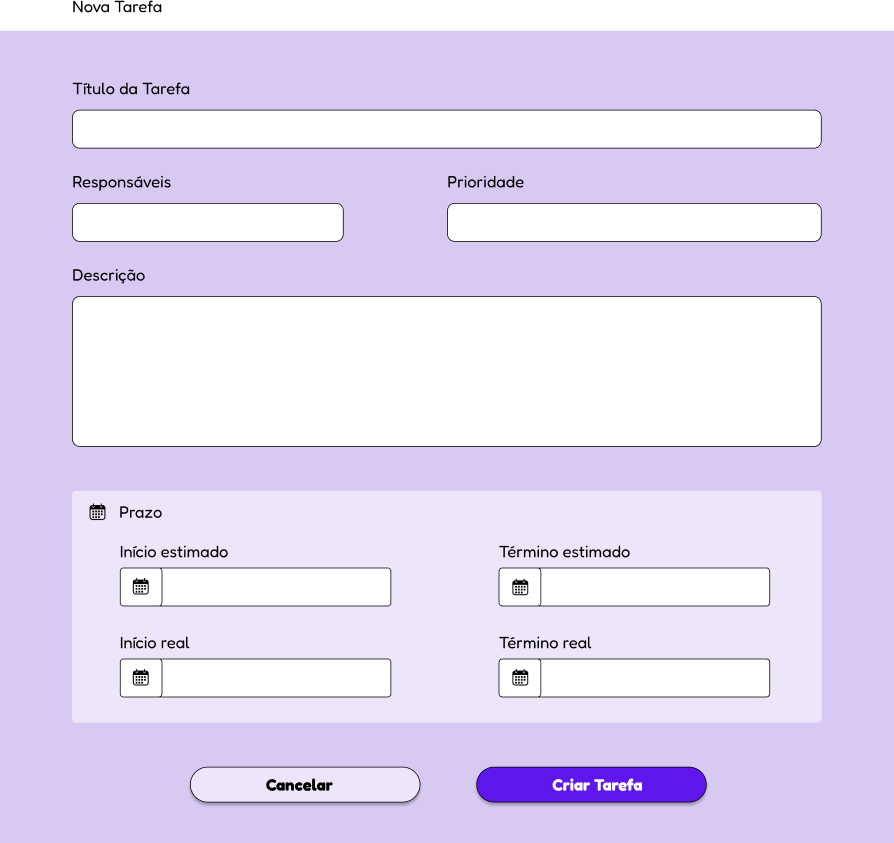 Nova Tarefa
Título da Tarefa
Responsáveis Prioridade
Descrição
Prazo
Início estimado Término estimado
Início real Término real
Cancelar Criar Tarefa